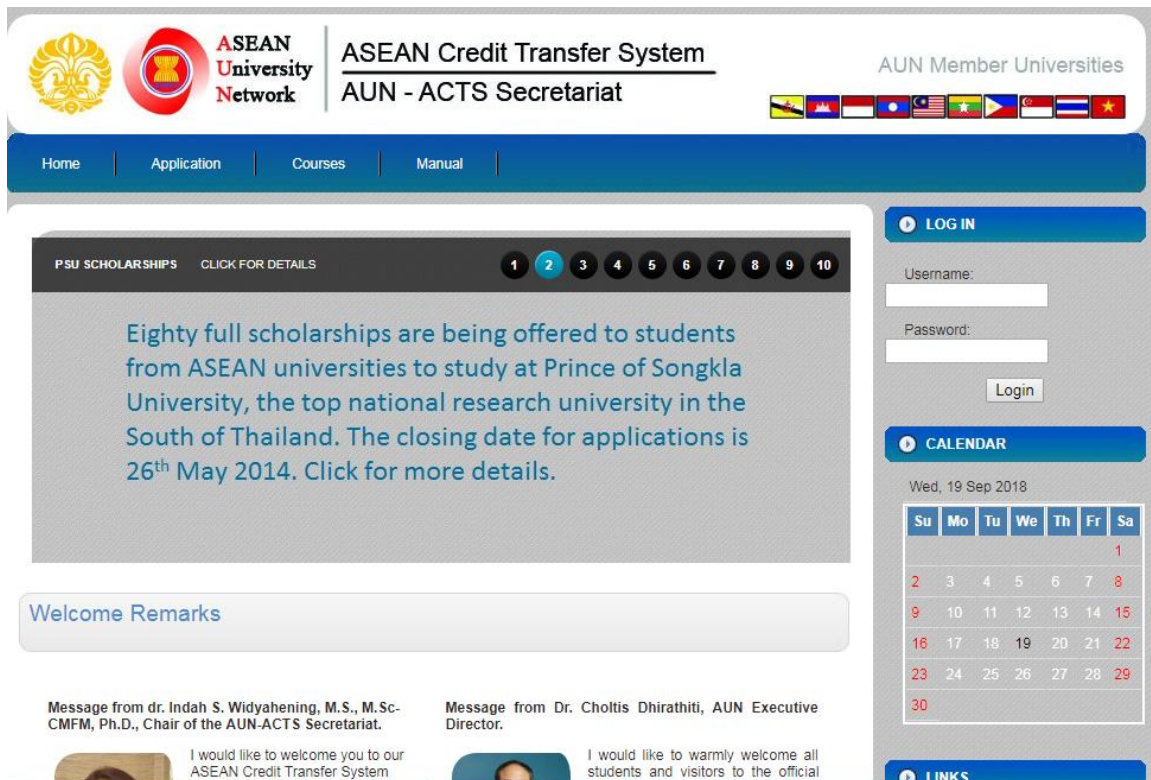 ASEAN
University
Network
ASEAN Credit Transfer System
AUN - ACTS Secretariat
AUN Member Universities
Home Application Courses Manual
PSU SCHOLARSHIPS CLICK FOR DETAILS 1 2 3 4 5 6 7 8 9 10
Eighty full scholarships are being offered to students
from ASEAN universities to study at Prince of Songkla
University, the top national research university in the
South of Thailand. The closing date for applications is
26th May 2014. Click for more details.
Welcome Remarks
Message from dr. Indah S. Widyahening, M.S., M.Sc-
CMFM, Ph.D., Chair of the AUN-ACTS Secretariat.
I would like to welcome you to our
ASEAN Credit Transfer System
Message from Dr. Choltis Dhirathiti, AUN Executive
Director.
I would like to warmly welcome all
students and visitors to the official
LOG IN
Username:
Password:
Login
CALENDAR
Wed, 19 Sep 2018
Su Mo Tu We Th Fr Sa
1
2 3 4 5 6 7 8
9 10 11 12 13 14 15
16 17 18 19 20 21 22
23 24 25 26 27 28 29
30
LINKS